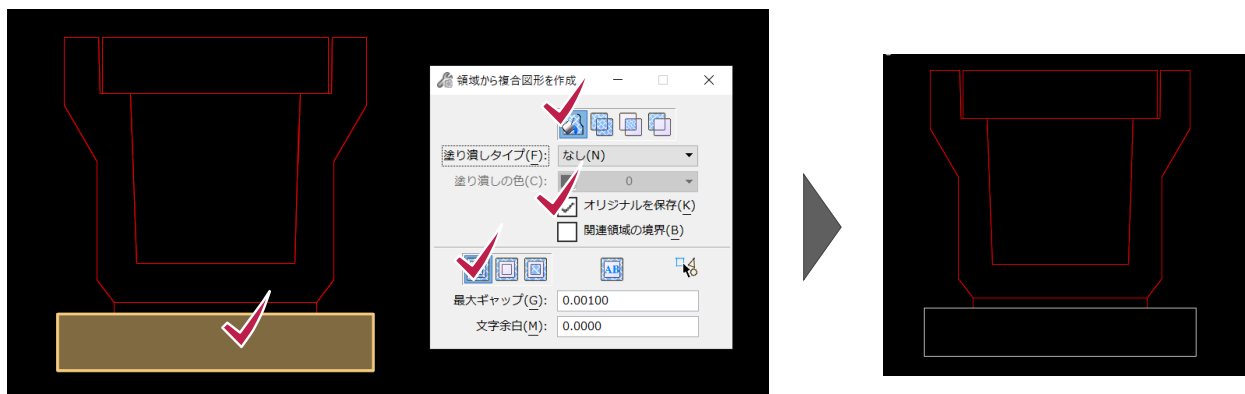 領域から複合図形を作成
塗り潰しタイプ(F): なし(N)
塗り潰しの色(C): 0
オリジナルを保存(K)
関連領域の境界(B)
AB
最大ギャップ(G): 0.00100
文字余白(M): 0.0000